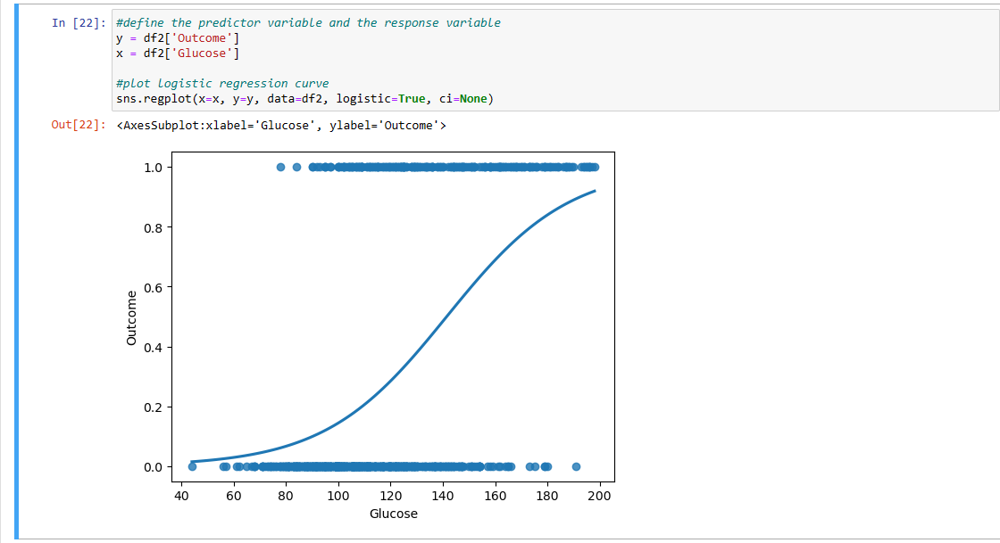 In [22]: #define the predictor variable and the response variable
y = df2['Outcome']
x = df2['Glucose']
#plot logistic regression curve
sns.regplot(x=x, y=y, data=df2, logistic=True, ci=None)
Out[22]: <AxesSubplot:xlabel='Glucose', ylabel='Outcome'>
1.0
0.8
0.6
0.4
0.2
0.0
Outcome
40 60 80 100 120 140 160 180 200
Glucose